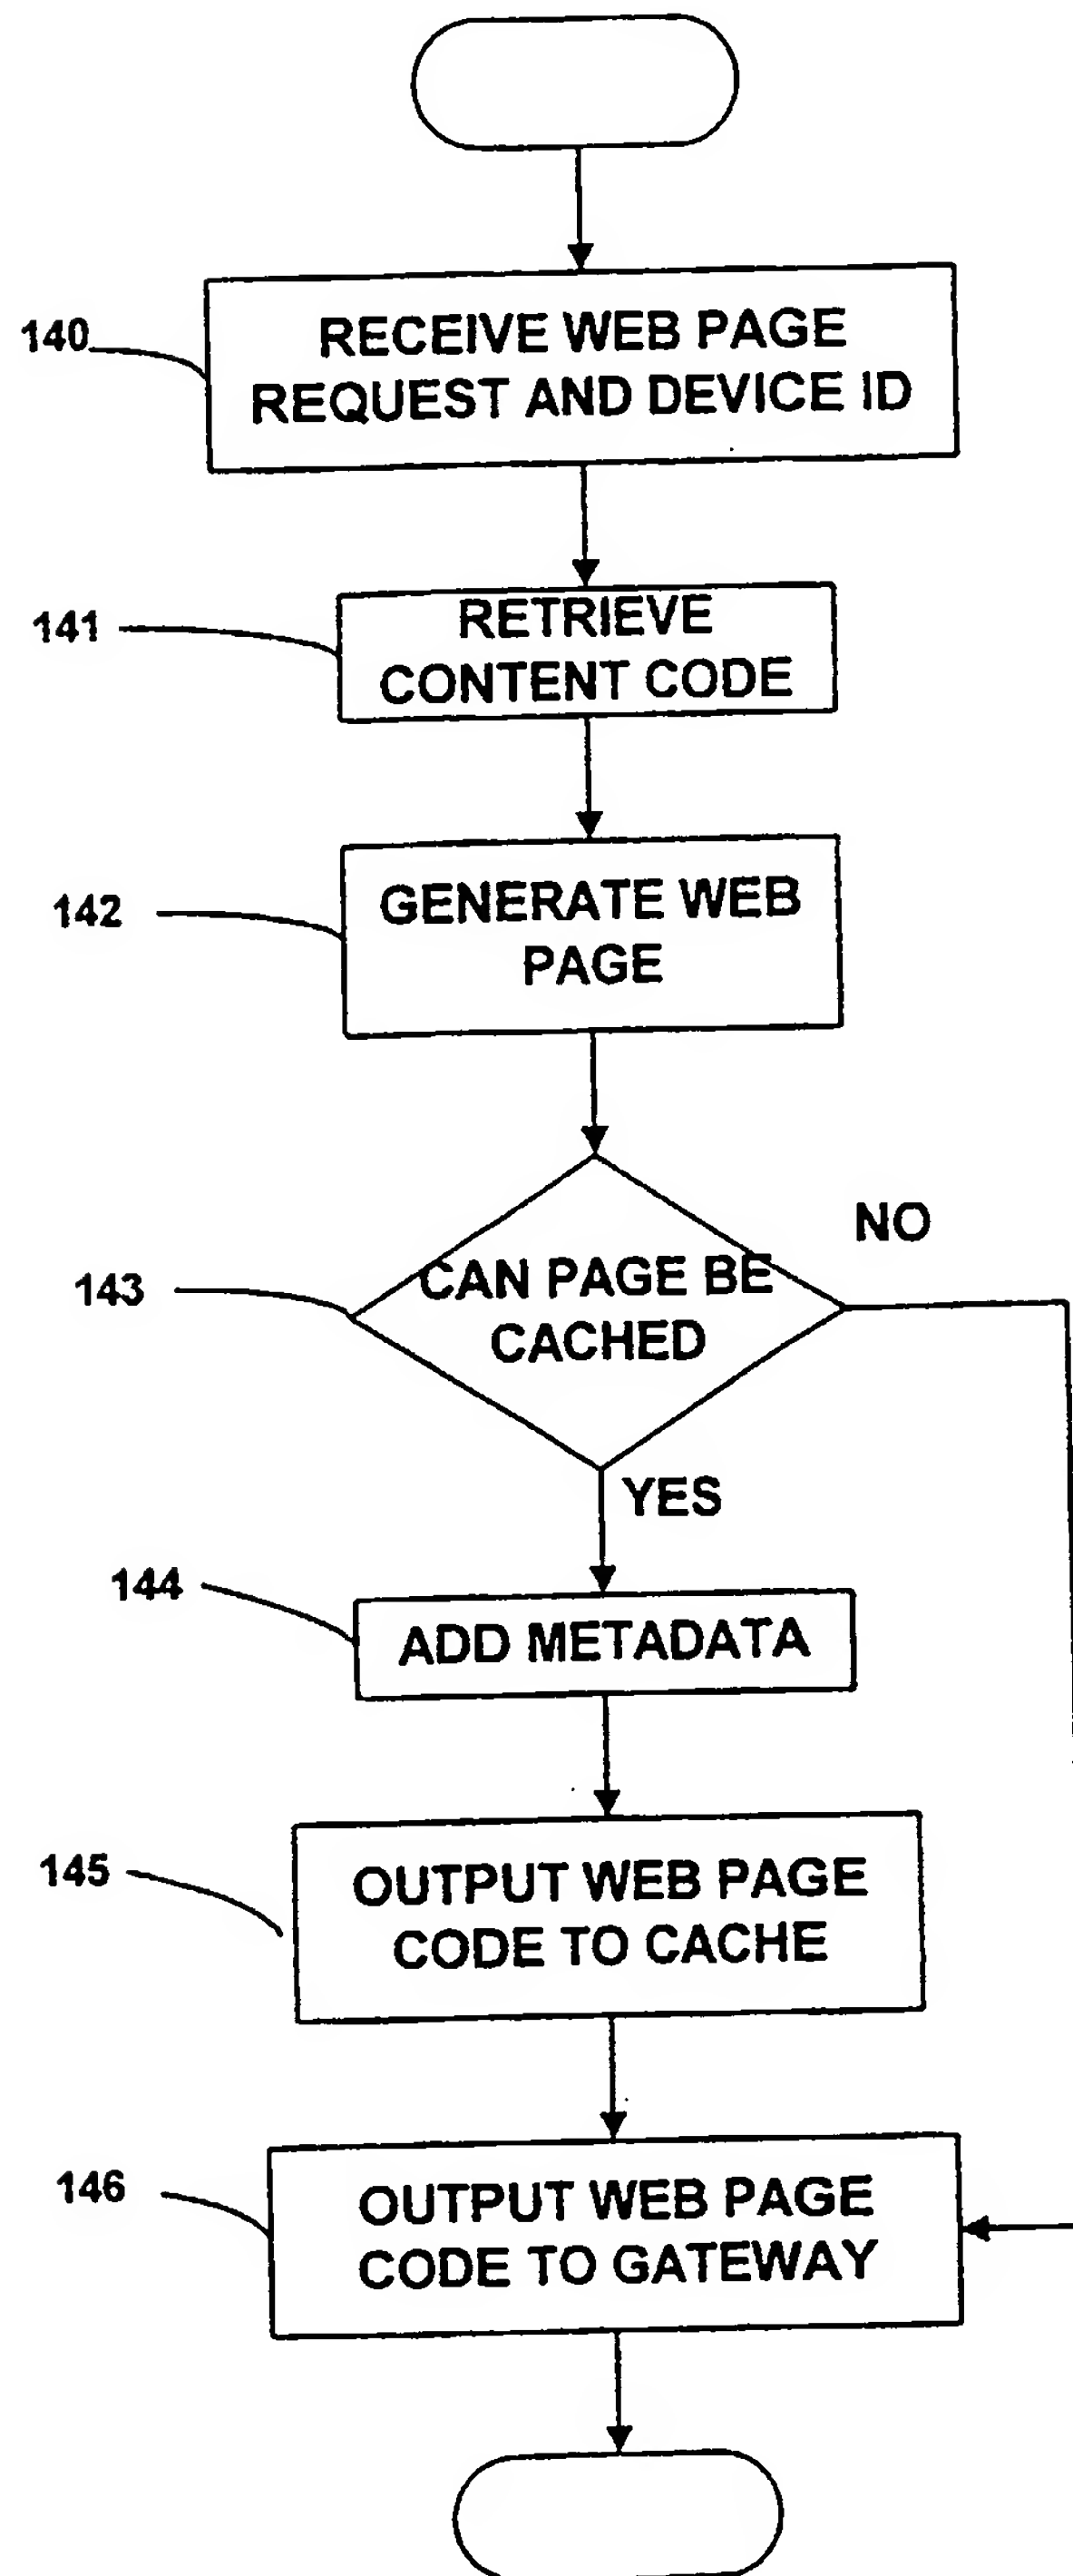 140
RECEIVE WEB PAGE
REQUEST AND DEVICE ID
141
RETRIEVE
CONTENT CODE
142
GENERATE WEB
PAGE
NO
143
CAN PAGE BE
CACHED
YES
144
ADD METADATA
145
OUTPUT WEB PAGE
CODE TO CACHE
146
OUTPUT WEB PAGE
CODE TO GATEWAY